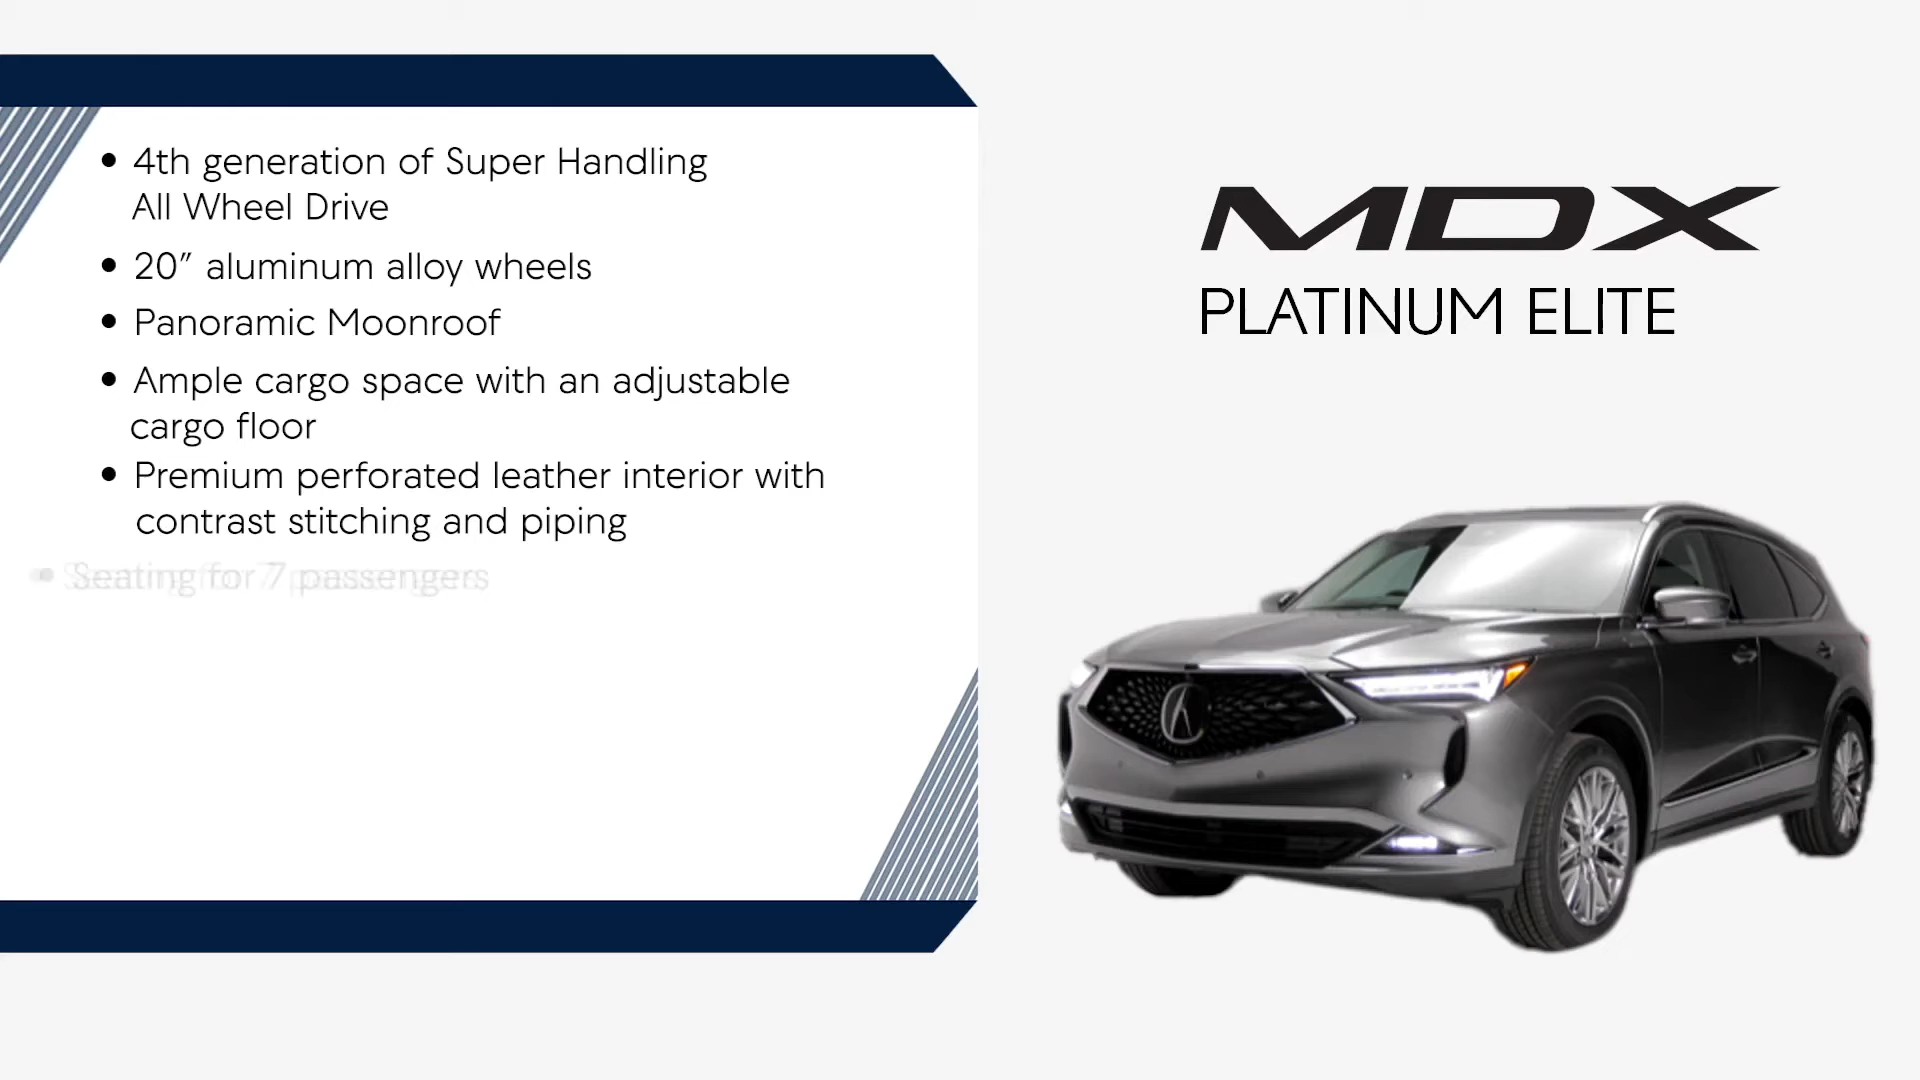 • 4th generation of Super Handling
All Wheel Drive
• 20” aluminum alloy wheels
• Panoramic Moonroof
• Ample cargo space with an adjustable
cargo floor
• Premium perforated leather interior with
contrast stitching and piping
• Seating for 7 passengers
MDX
PLATINUM ELITE